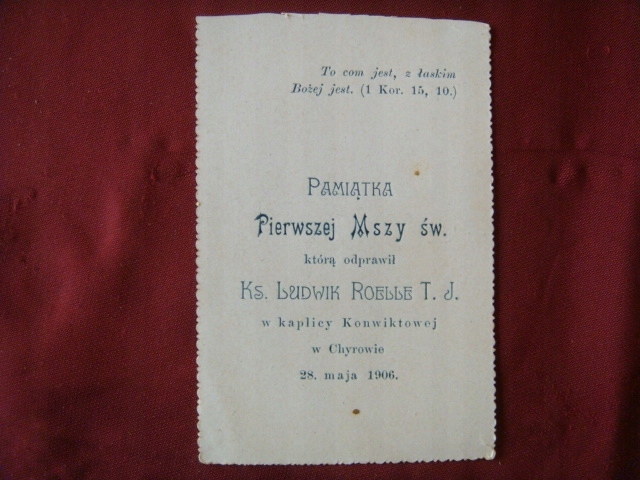 To com jest, z łaskim
Bożej jest. (1 Kor. 15, 10.)
Pamiątka
Pierwszej Mszy św.
którą odprawił
Ks. Ludwik Roelle T. J.
w kaplicy Konwiktowej
w Chyrowie
28. maja 1906.